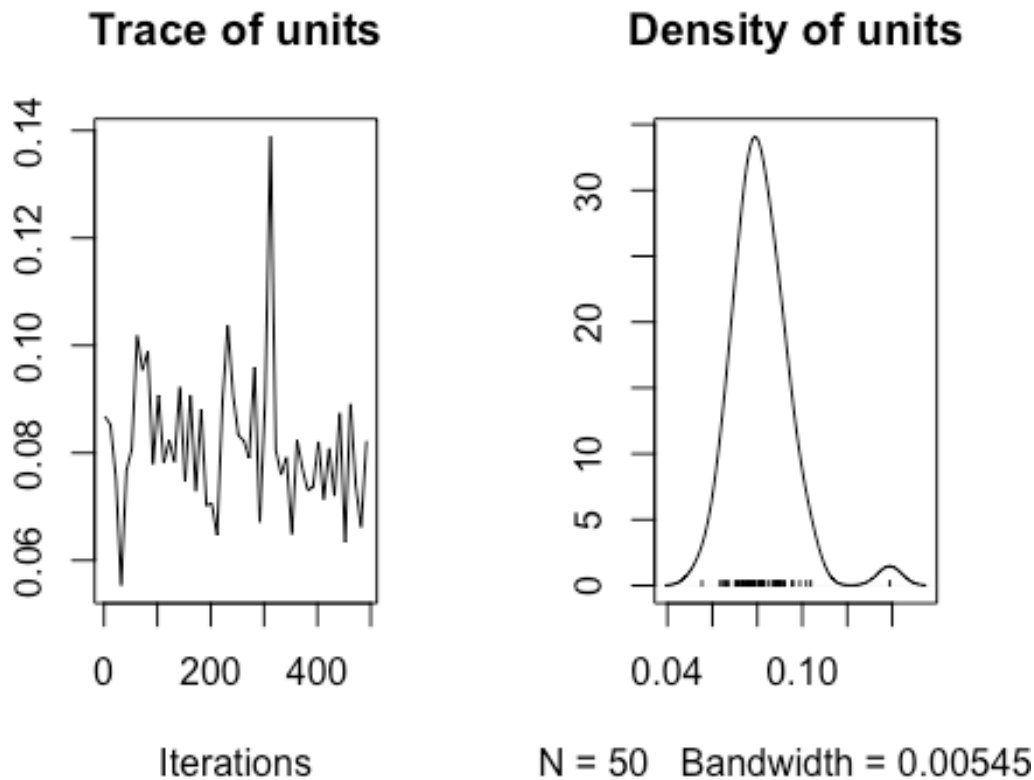 Trace of units
0.14
0.12
0.10
0.08
0.06
0 200 400
Iterations
Density of units
30
20
10
5
0
0.04 0.10
N = 50 Bandwidth = 0.00545